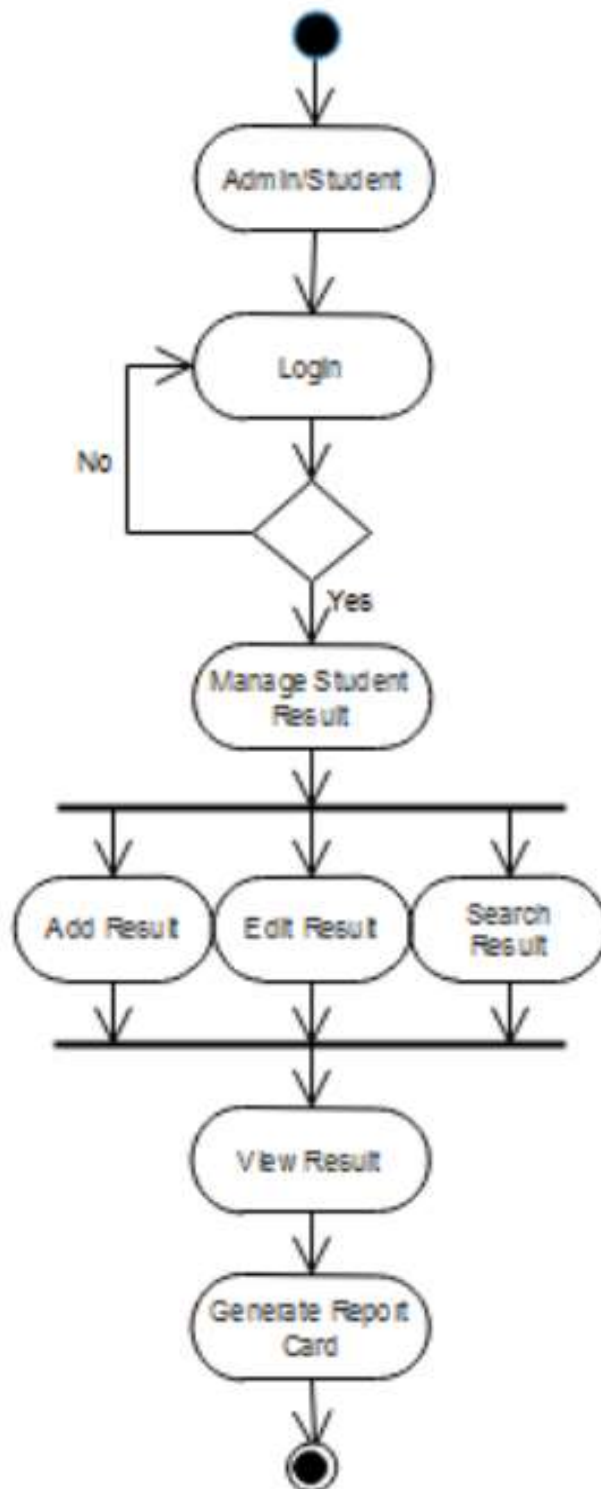 Admin/Student
Login
No
Yes
Manage Student
Result
Add Result
Edit Result
Search
Result
View Result
Generate Report
Card